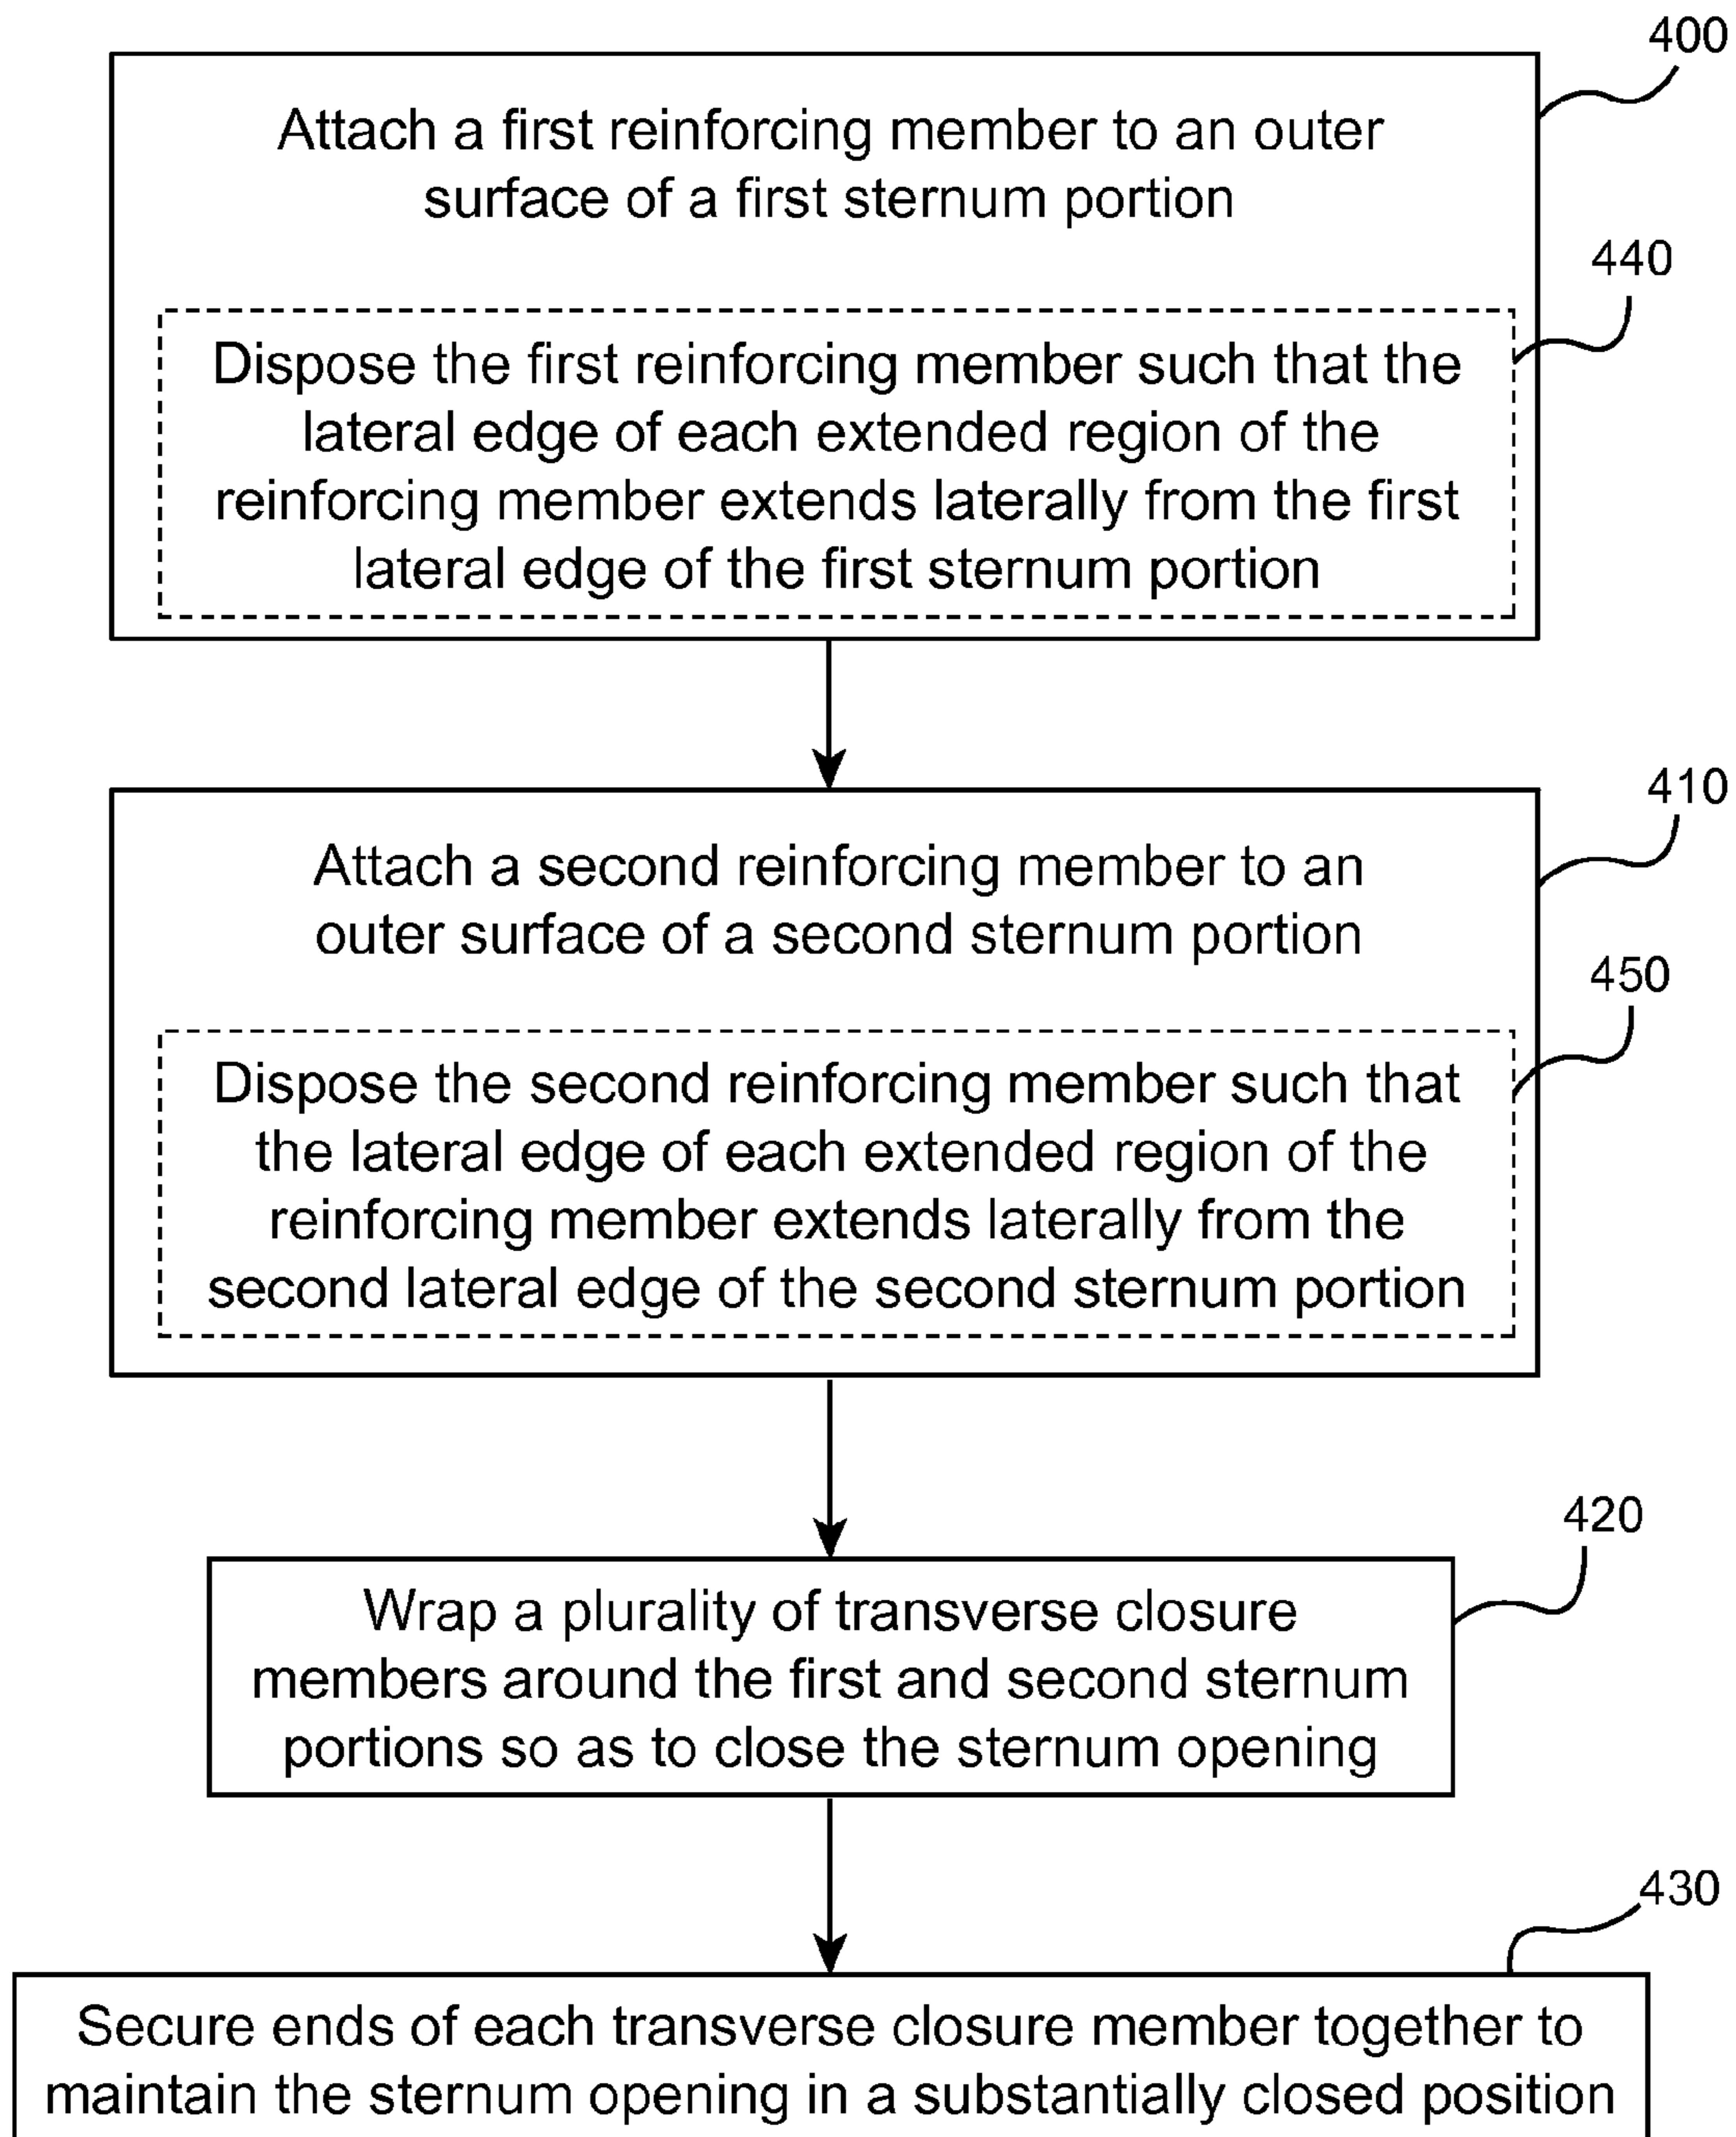 400
Attach a first reinforcing member to an outer
surface of a first sternum portion
440
Dispose the first reinforcing member such that the
lateral edge of each extended region of the
reinforcing member extends laterally from the first
lateral edge of the first sternum portion
410
Attach a second reinforcing member to an
outer surface of a second sternum portion
450
Dispose the second reinforcing member such that
the lateral edge of each extended region of the
reinforcing member extends laterally from the
second lateral edge of the second sternum portion
420
Wrap a plurality of transverse closure
members around the first and second sternum
portions so as to close the sternum opening
430
Secure ends of each transverse closure member together to
maintain the sternum opening in a substantially closed position